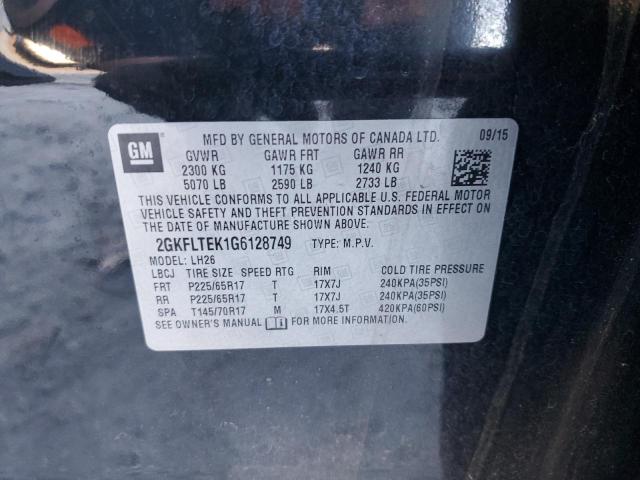 GM
MFD BY GENERAL MOTORS OF CANADA LTD. 09/15
GVWR GAWR FRT GAWR RR
2300 KG 1175 KG 1240 KG
5070 LB 2590 LB 2733 LB
THIS VEHICLE CONFORMS TO ALL APPLICABLE U.S. FEDERAL MOTOR
VEHICLE SAFETY AND THEFT PREVENTION STANDARDS IN EFFECT ON
THE DATE OF MANUFACTURE SHOWN ABOVE.
2GKFLTEK1G6128749 TYPE: M.P.V.
MODEL: LH26
LBCJ TIRE SIZE SPEED RTG RIM COLD TIRE PRESSURE
FRT P225/65R17 T 17X7J 240KPA(35PSI)
RR P225/65R17 T 17X7J 240KPA(35PSI)
SPA T145/70R17 M 17X4.5T 420KPA(60PSI)
SEE OWNER'S MANUAL FOR MORE INFORMATION.